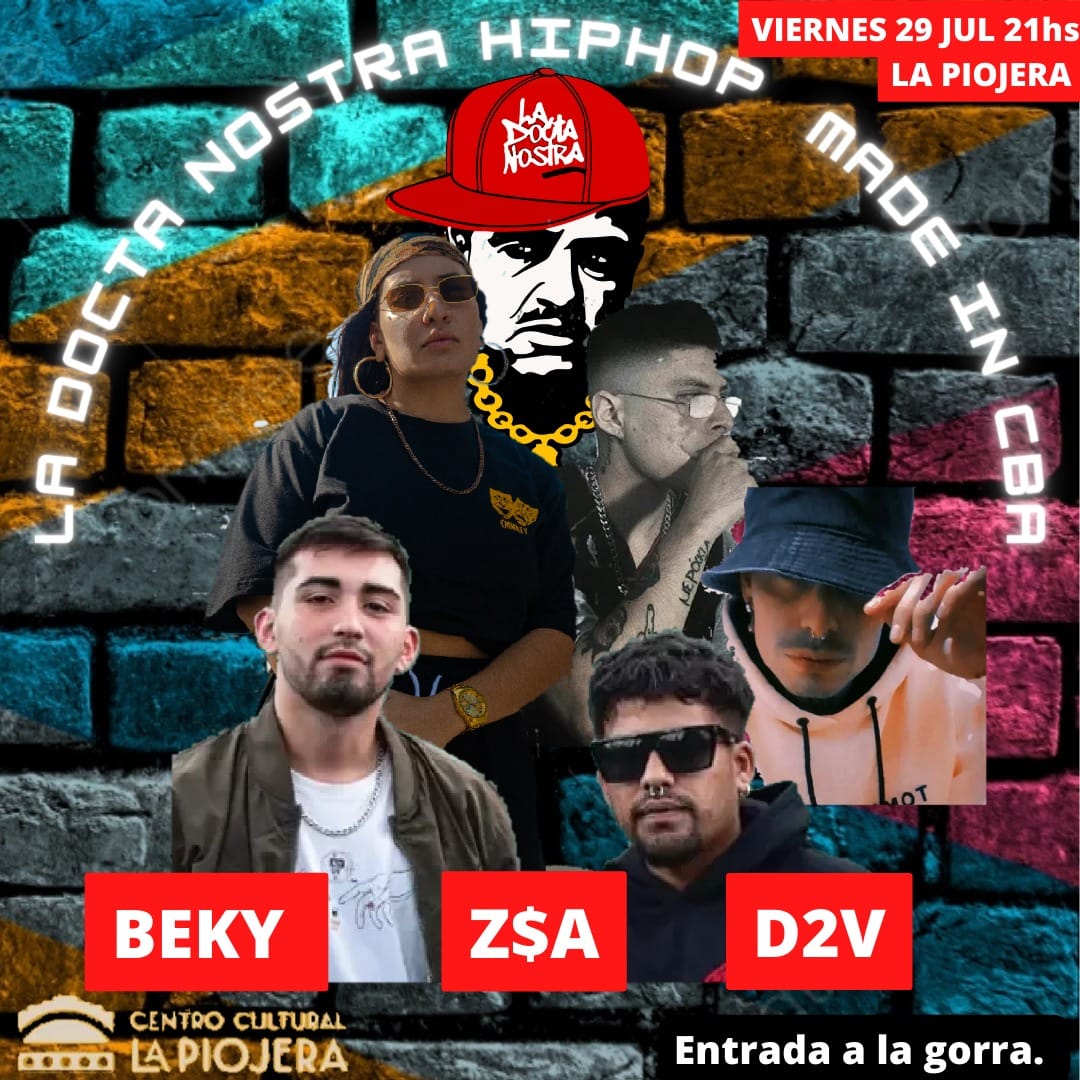 VIERNES 29 JUL 21hs
LA PIOJERA
LA DOCTA NOSTRA HIPHOP MADE IN CBA
LA
DOCTA
NOSTRA
BEKY
Z$A
D2V
CENTRO CULTURAL
LA PIOJERA
Entrada a la gorra.